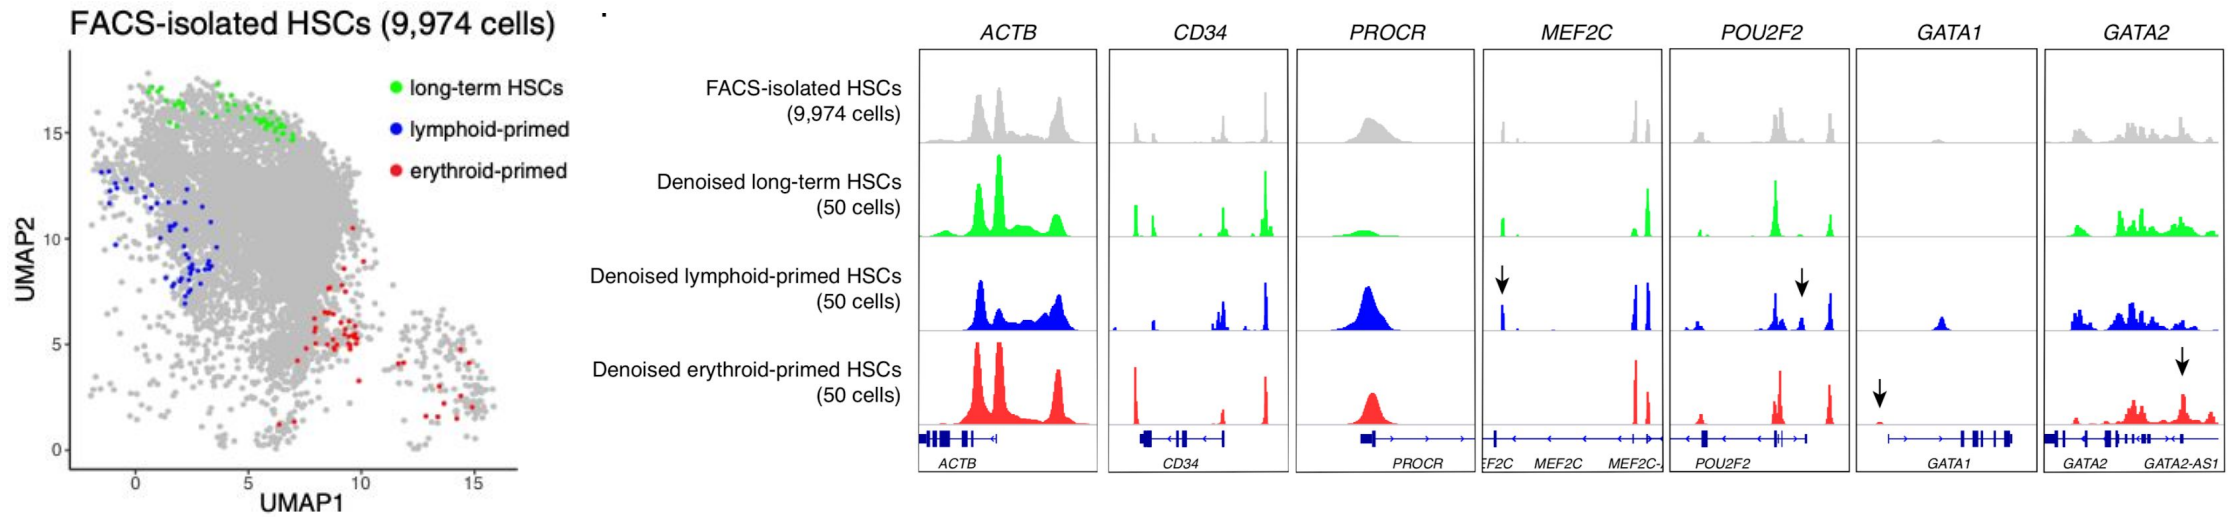 FACS-isolated HSCs (9,974 cells)
long-term HSCs
lymphoid-primed
erythroid-primed
15
10
5
0
UMAP2
0
5
10
15
UMAP1
ACTB
CD34
PROCR
MEF2C
POU2F2
GATA1
GATA2
FACS-isolated HSCs
(9,974 cells)
Denoised long-term HSCs
(50 cells)
Denoised lymphoid-primed HSCs
(50 cells)
Denoised erythroid-primed HSCs
(50 cells)
ACTB
CD34
PROCR
EF2C MEF2C MEF2C-
POU2F2
GATA1
GATA2 GATA2-AS1